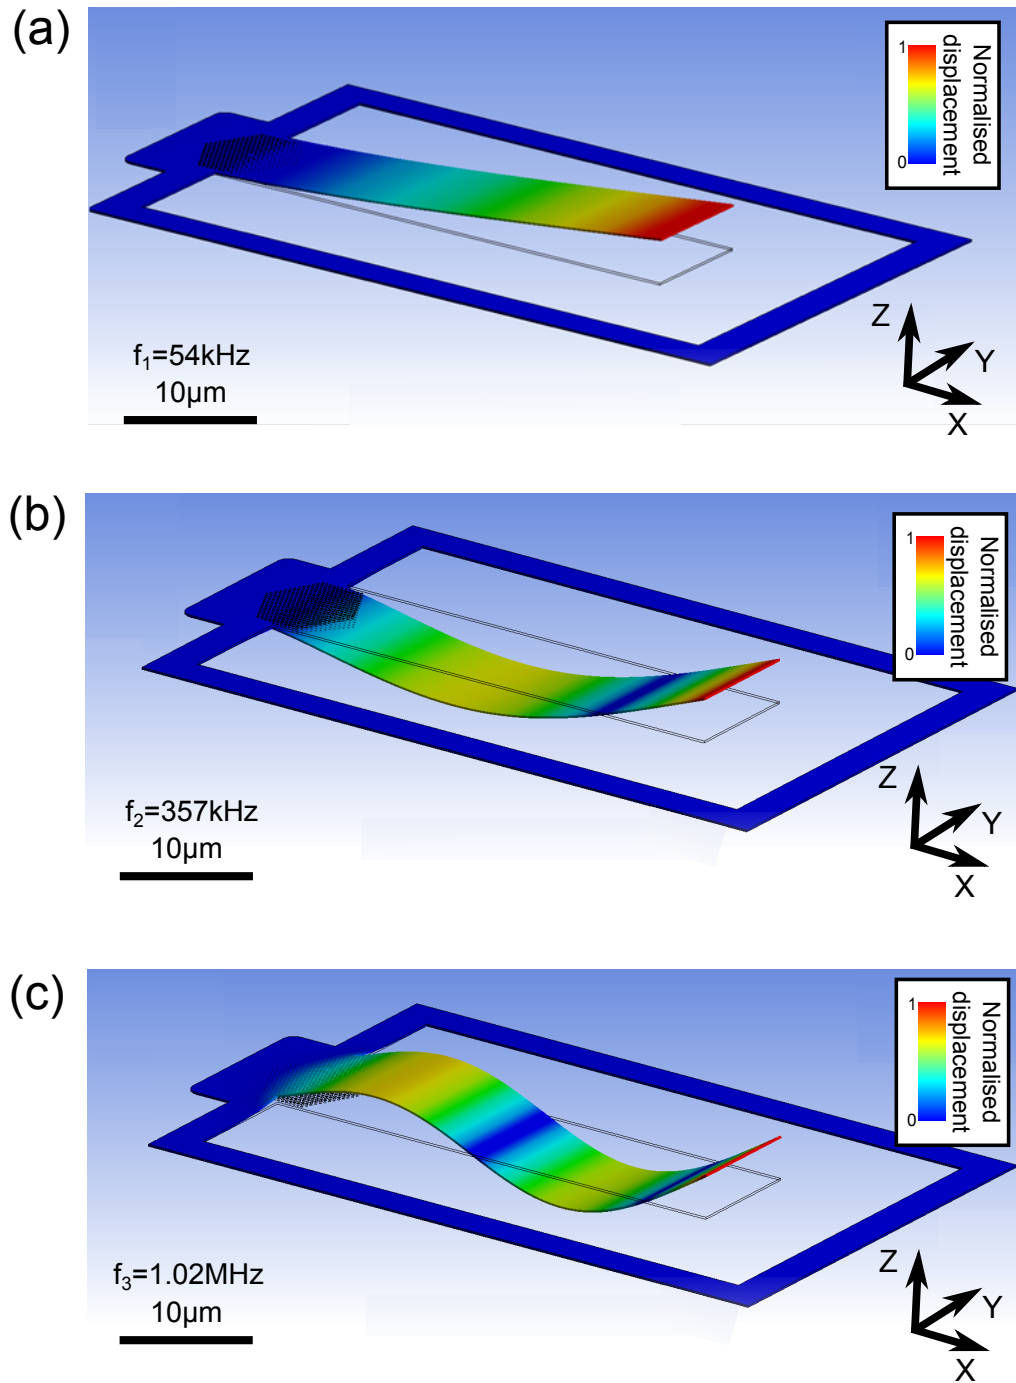 (a)
Normalised
displacement
1
0
Z
Y
X
f₁=54kHz
10μm
(b)
Normalised
displacement
1
0
Z
Y
X
f₂=357kHz
10μm
(c)
Normalised
displacement
1
0
Z
Y
X
f₃=1.02MHz
10μm